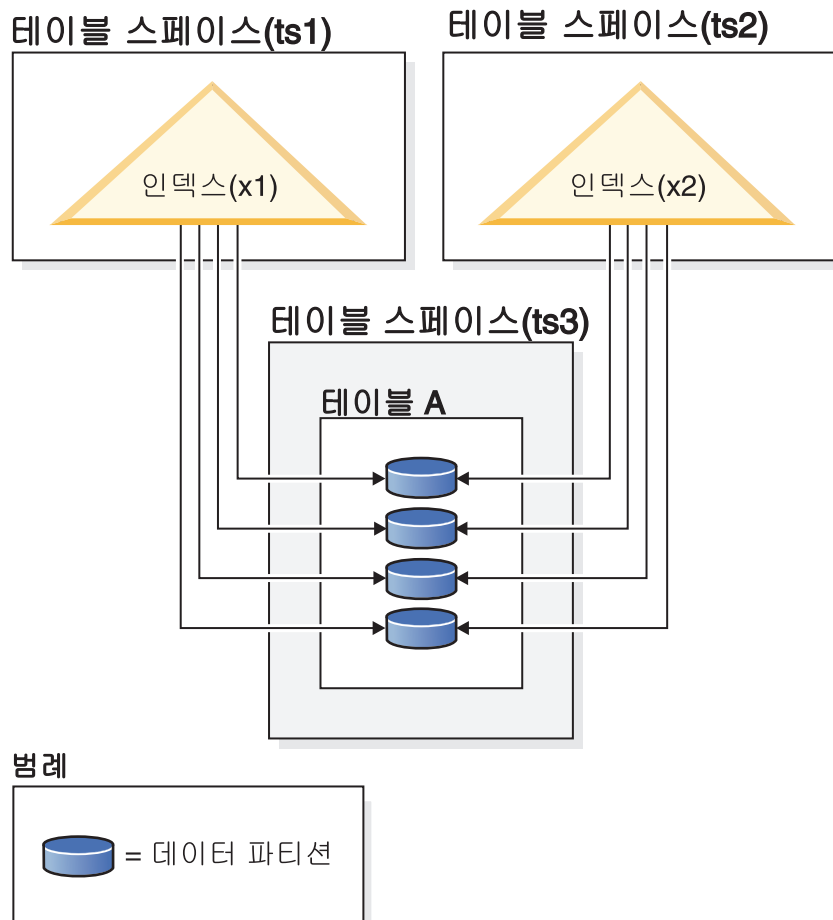 테이블 스페이스(ts1)
테이블 스페이스(ts2)
인덱스(x1)
인덱스(x2)
테이블 스페이스(ts3)
테이블 A
범례
= 데이터 파티션